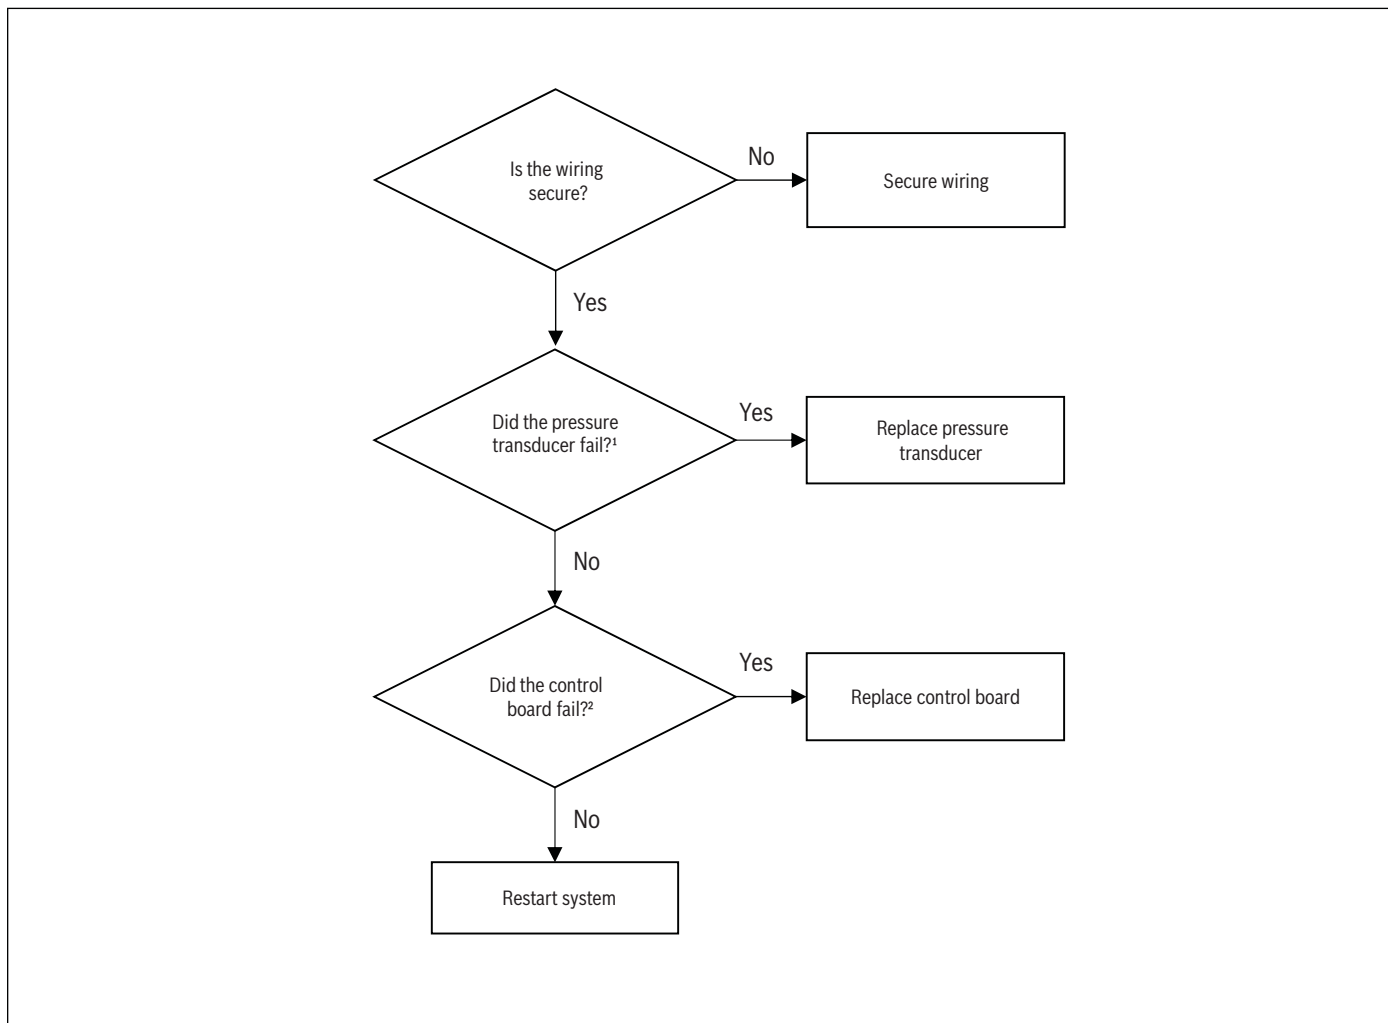 Is the wiring
secure?
No
Secure wiring
Yes
Did the pressure
transducer fail?¹
Yes
Replace pressure
transducer
No
Did the control
board fail?²
Yes
Replace control board
No
Restart system